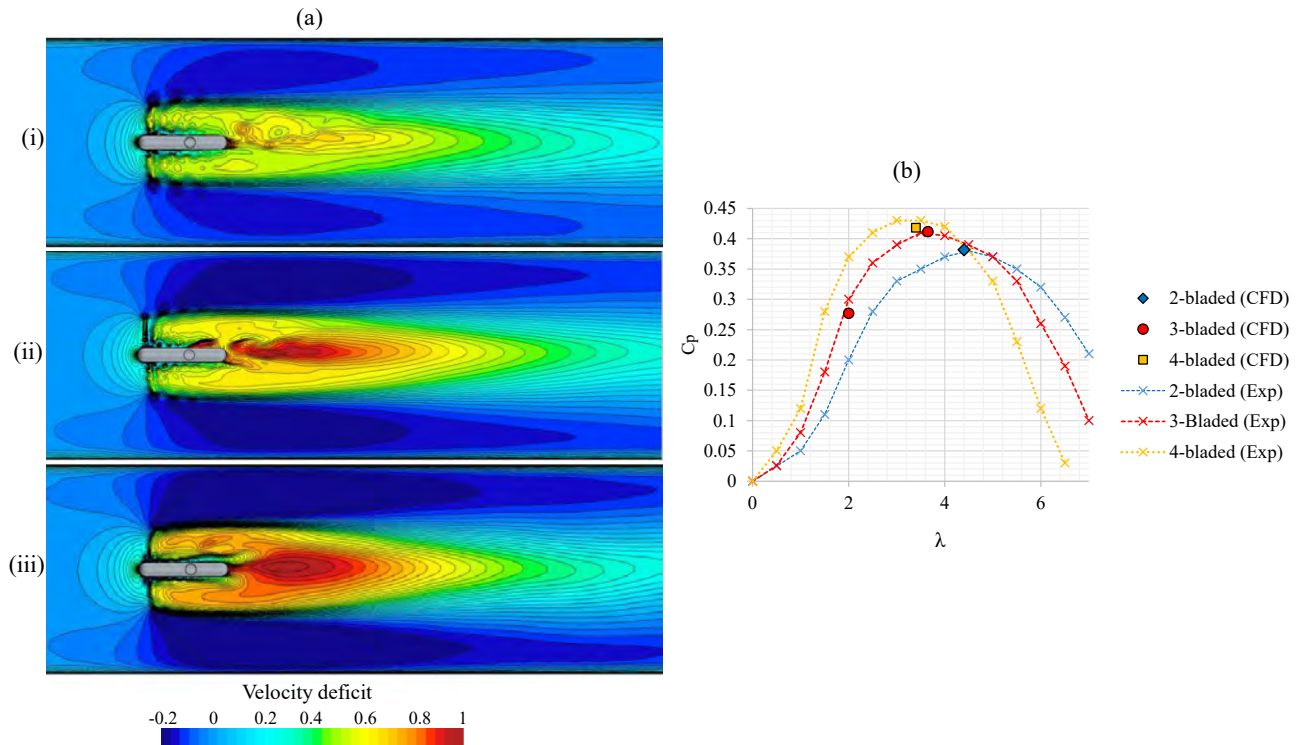 (a)
(i)
(ii)
(iii)
Velocity deficit
-0.2 0 0.2 0.4 0.6 0.8 1
(b)
0.45
0.4
0.35
0.3
0.25
0.2
0.15
0.1
0.05
0
Cp
0 2 4 6
λ
2-bladed (CFD)
3-bladed (CFD)
4-bladed (CFD)
2-bladed (Exp)
3-Bladed (Exp)
4-bladed (Exp)